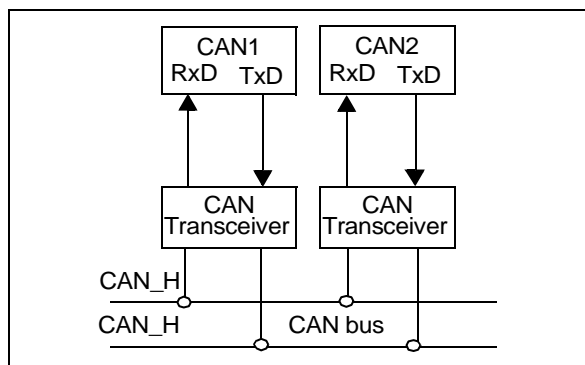 CAN1
RxD TxD
CAN2
RxD TxD
CAN
Transceiver
CAN
Transceiver
CAN_H
CAN_H
CAN bus